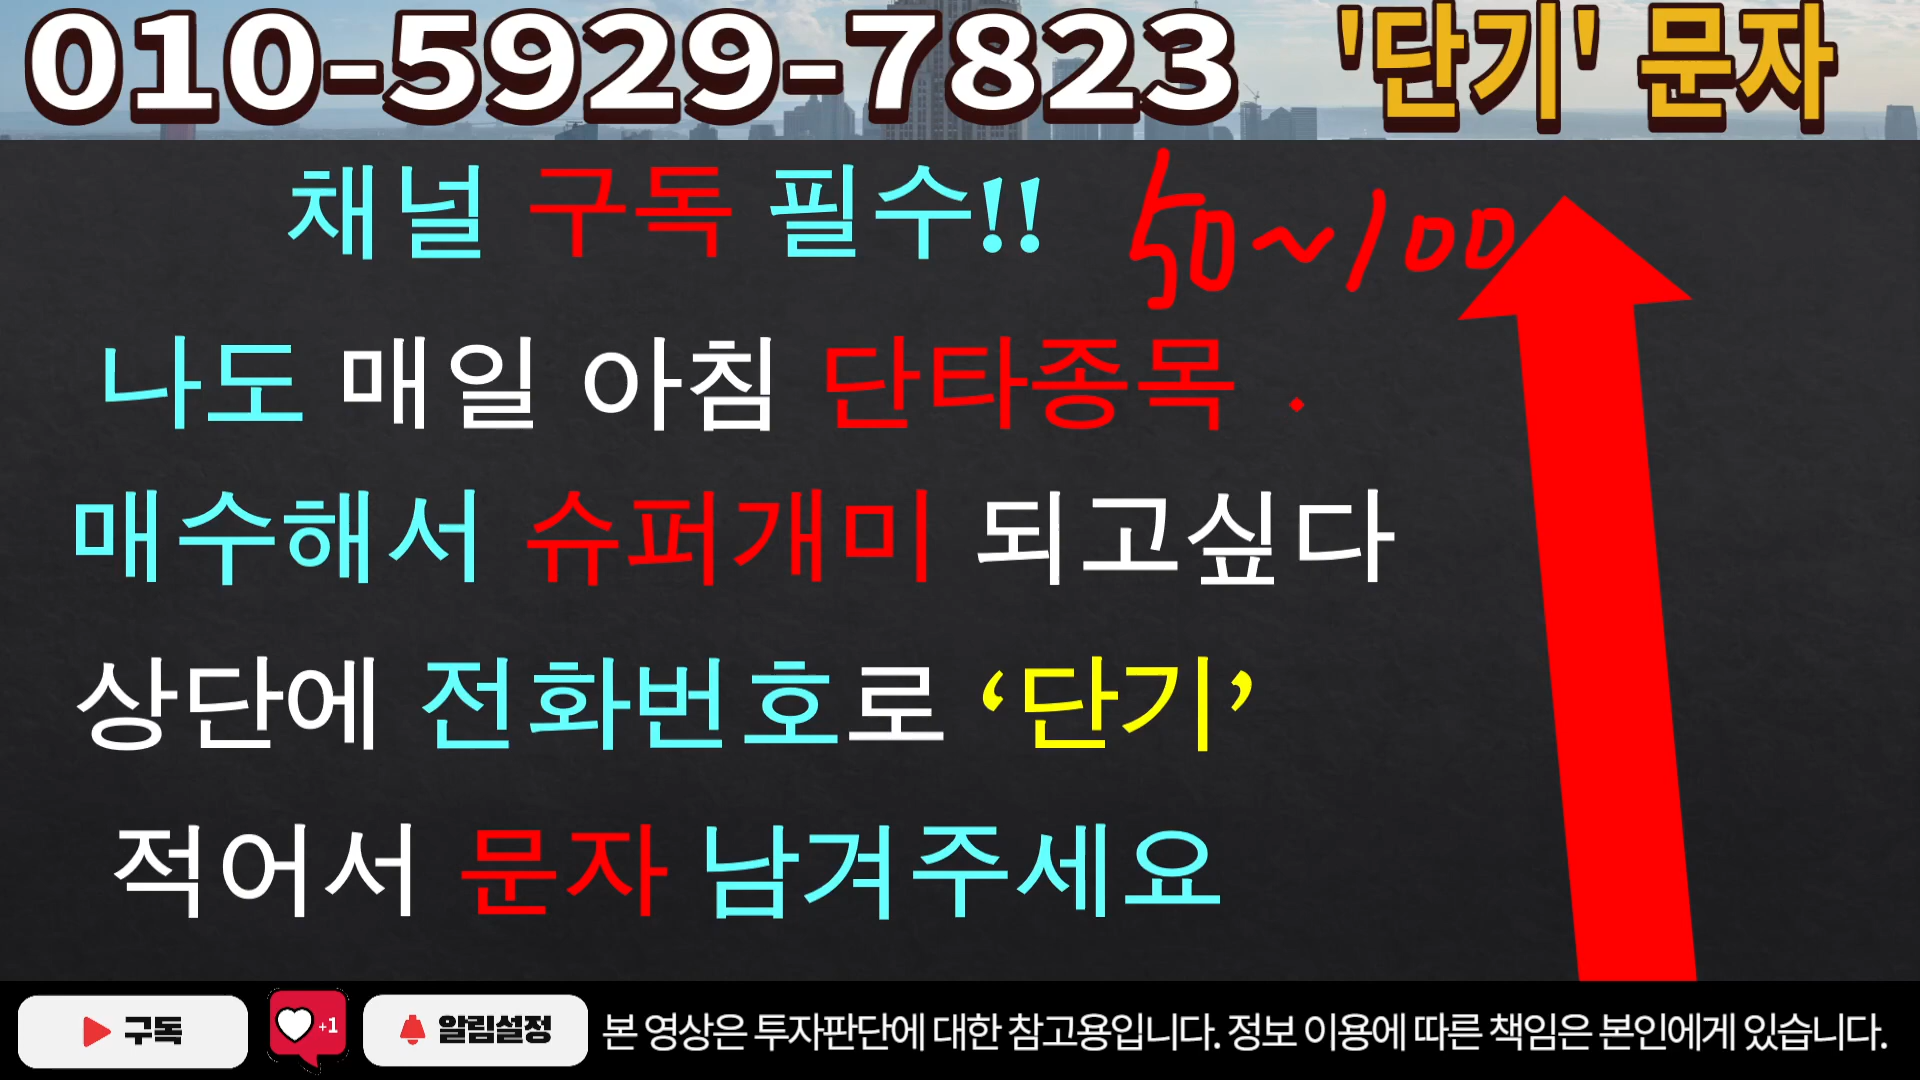 010-5929-7823 '단기' 문자
채널 구독 필수!! 50~100
나도 매일 아침 단타종목 .
매수해서 슈퍼개미 되고싶다
상단에 전화번호로 ‘단기’
적어서 문자 남겨주세요
구독 +1 알림설정 본 영상은 투자판단에 대한 참고용입니다. 정보 이용에 따른 책임은 본인에게 있습니다.